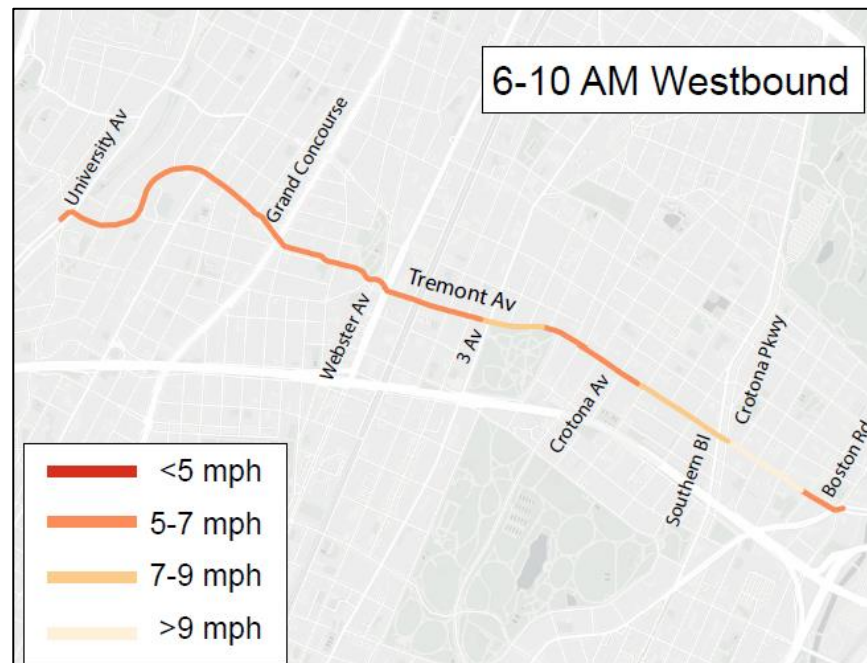 6-10 AM Westbound
University Av
Grand Concourse
Webster Av
Tremont Av
3 Av
Crotona Av
Southern Bl
Crotona Pkwy
Boston Rd
<5 mph
5-7 mph
7-9 mph
>9 mph